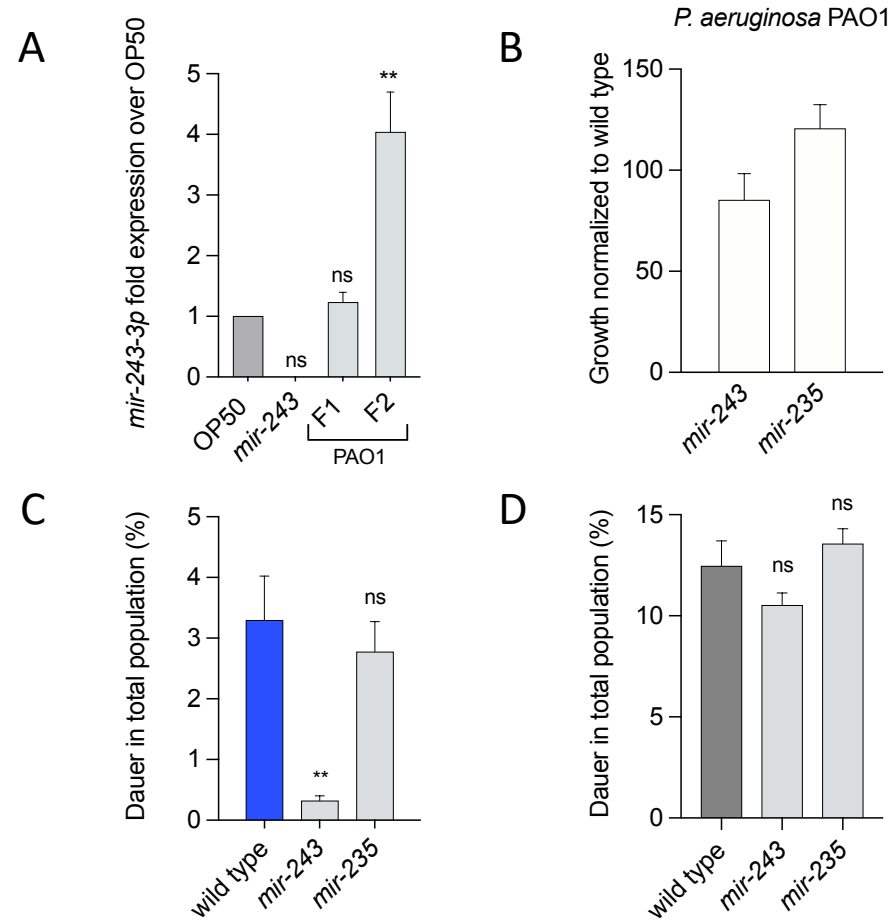 A
mir-243-3p fold expression over OP50
5
4
3
2
1
0
**
ns
ns
OP50
mir-243
F1
F2
PAO1
B
P. aeruginosa PAO1
Growth normalized to wild type
150
100
50
0
mir-243
mir-235
C
Dauer in total population (%)
5
4
3
2
1
0
**
ns
wild type
mir-243
mir-235
D
Dauer in total population (%)
15
10
5
0
ns
ns
wild type
mir-243
mir-235